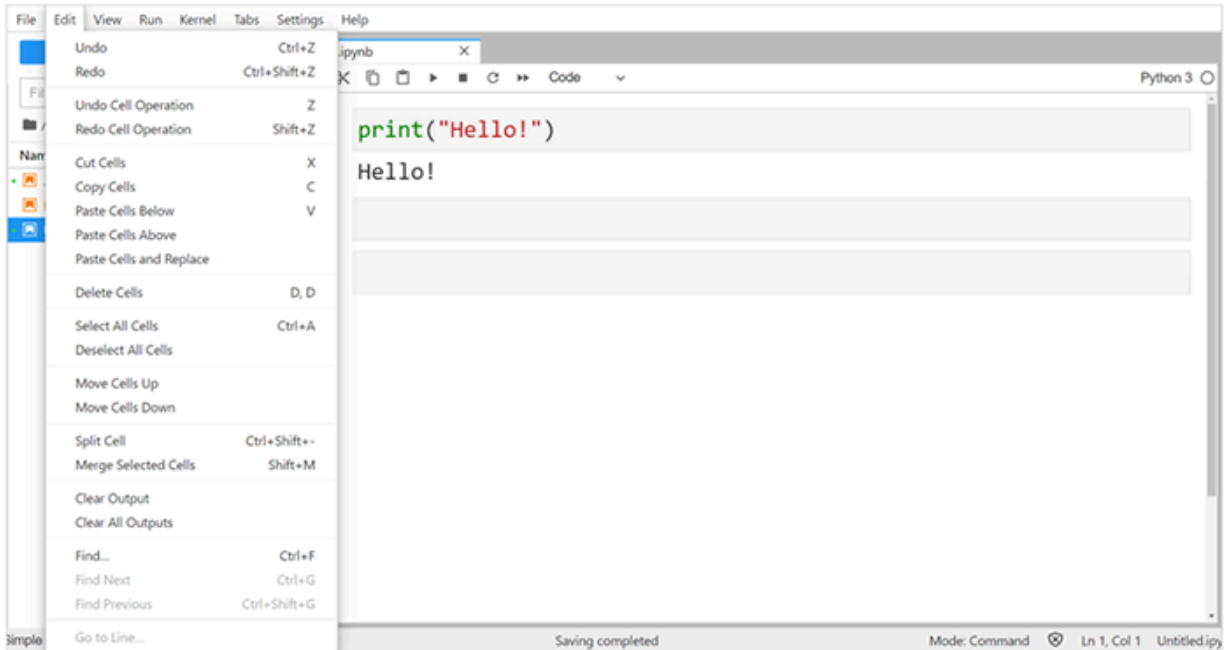 File Edit View Run Kernel Tabs Settings Help
Undo Ctrl+Z
Redo Ctrl+Shift+Z
Undo Cell Operation Z
Redo Cell Operation Shift+Z
Cut Cells X
Copy Cells C
Paste Cells Below V
Paste Cells Above
Paste Cells and Replace
Delete Cells D, D
Select All Cells Ctrl+A
Deselect All Cells
Move Cells Up
Move Cells Down
Split Cell Ctrl+Shift+-
Merge Selected Cells Shift+M
Clear Output
Clear All Outputs
Find... Ctrl+F
Find Next Ctrl+G
Find Previous Ctrl+Shift+G
Go to Line...
.ipynb
Code Python 3
print("Hello!")
Hello!
Simple Saving completed Mode: Command Ln 1, Col 1 Untitled.ipy